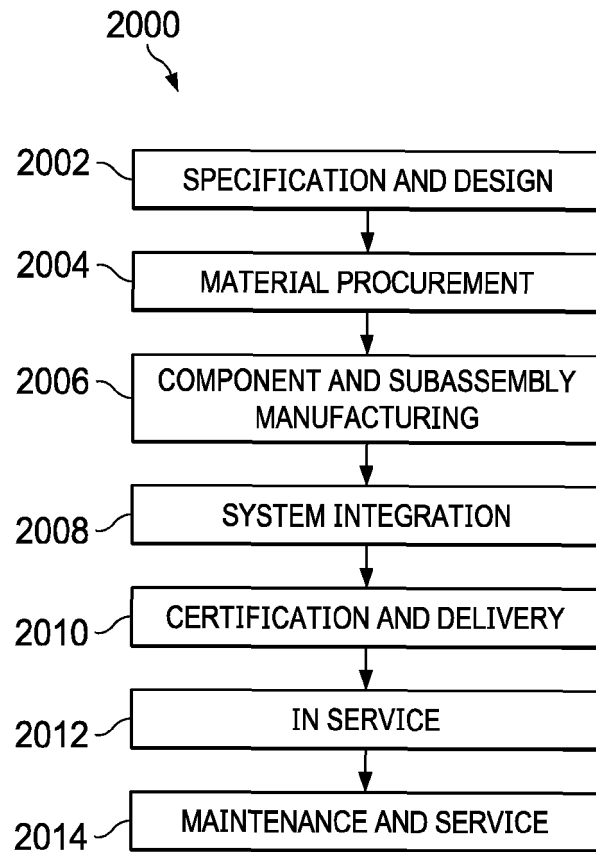 2000
2002
SPECIFICATION AND DESIGN
2004
MATERIAL PROCUREMENT
2006
COMPONENT AND SUBASSEMBLY
MANUFACTURING
2008
SYSTEM INTEGRATION
2010
CERTIFICATION AND DELIVERY
2012
IN SERVICE
2014
MAINTENANCE AND SERVICE